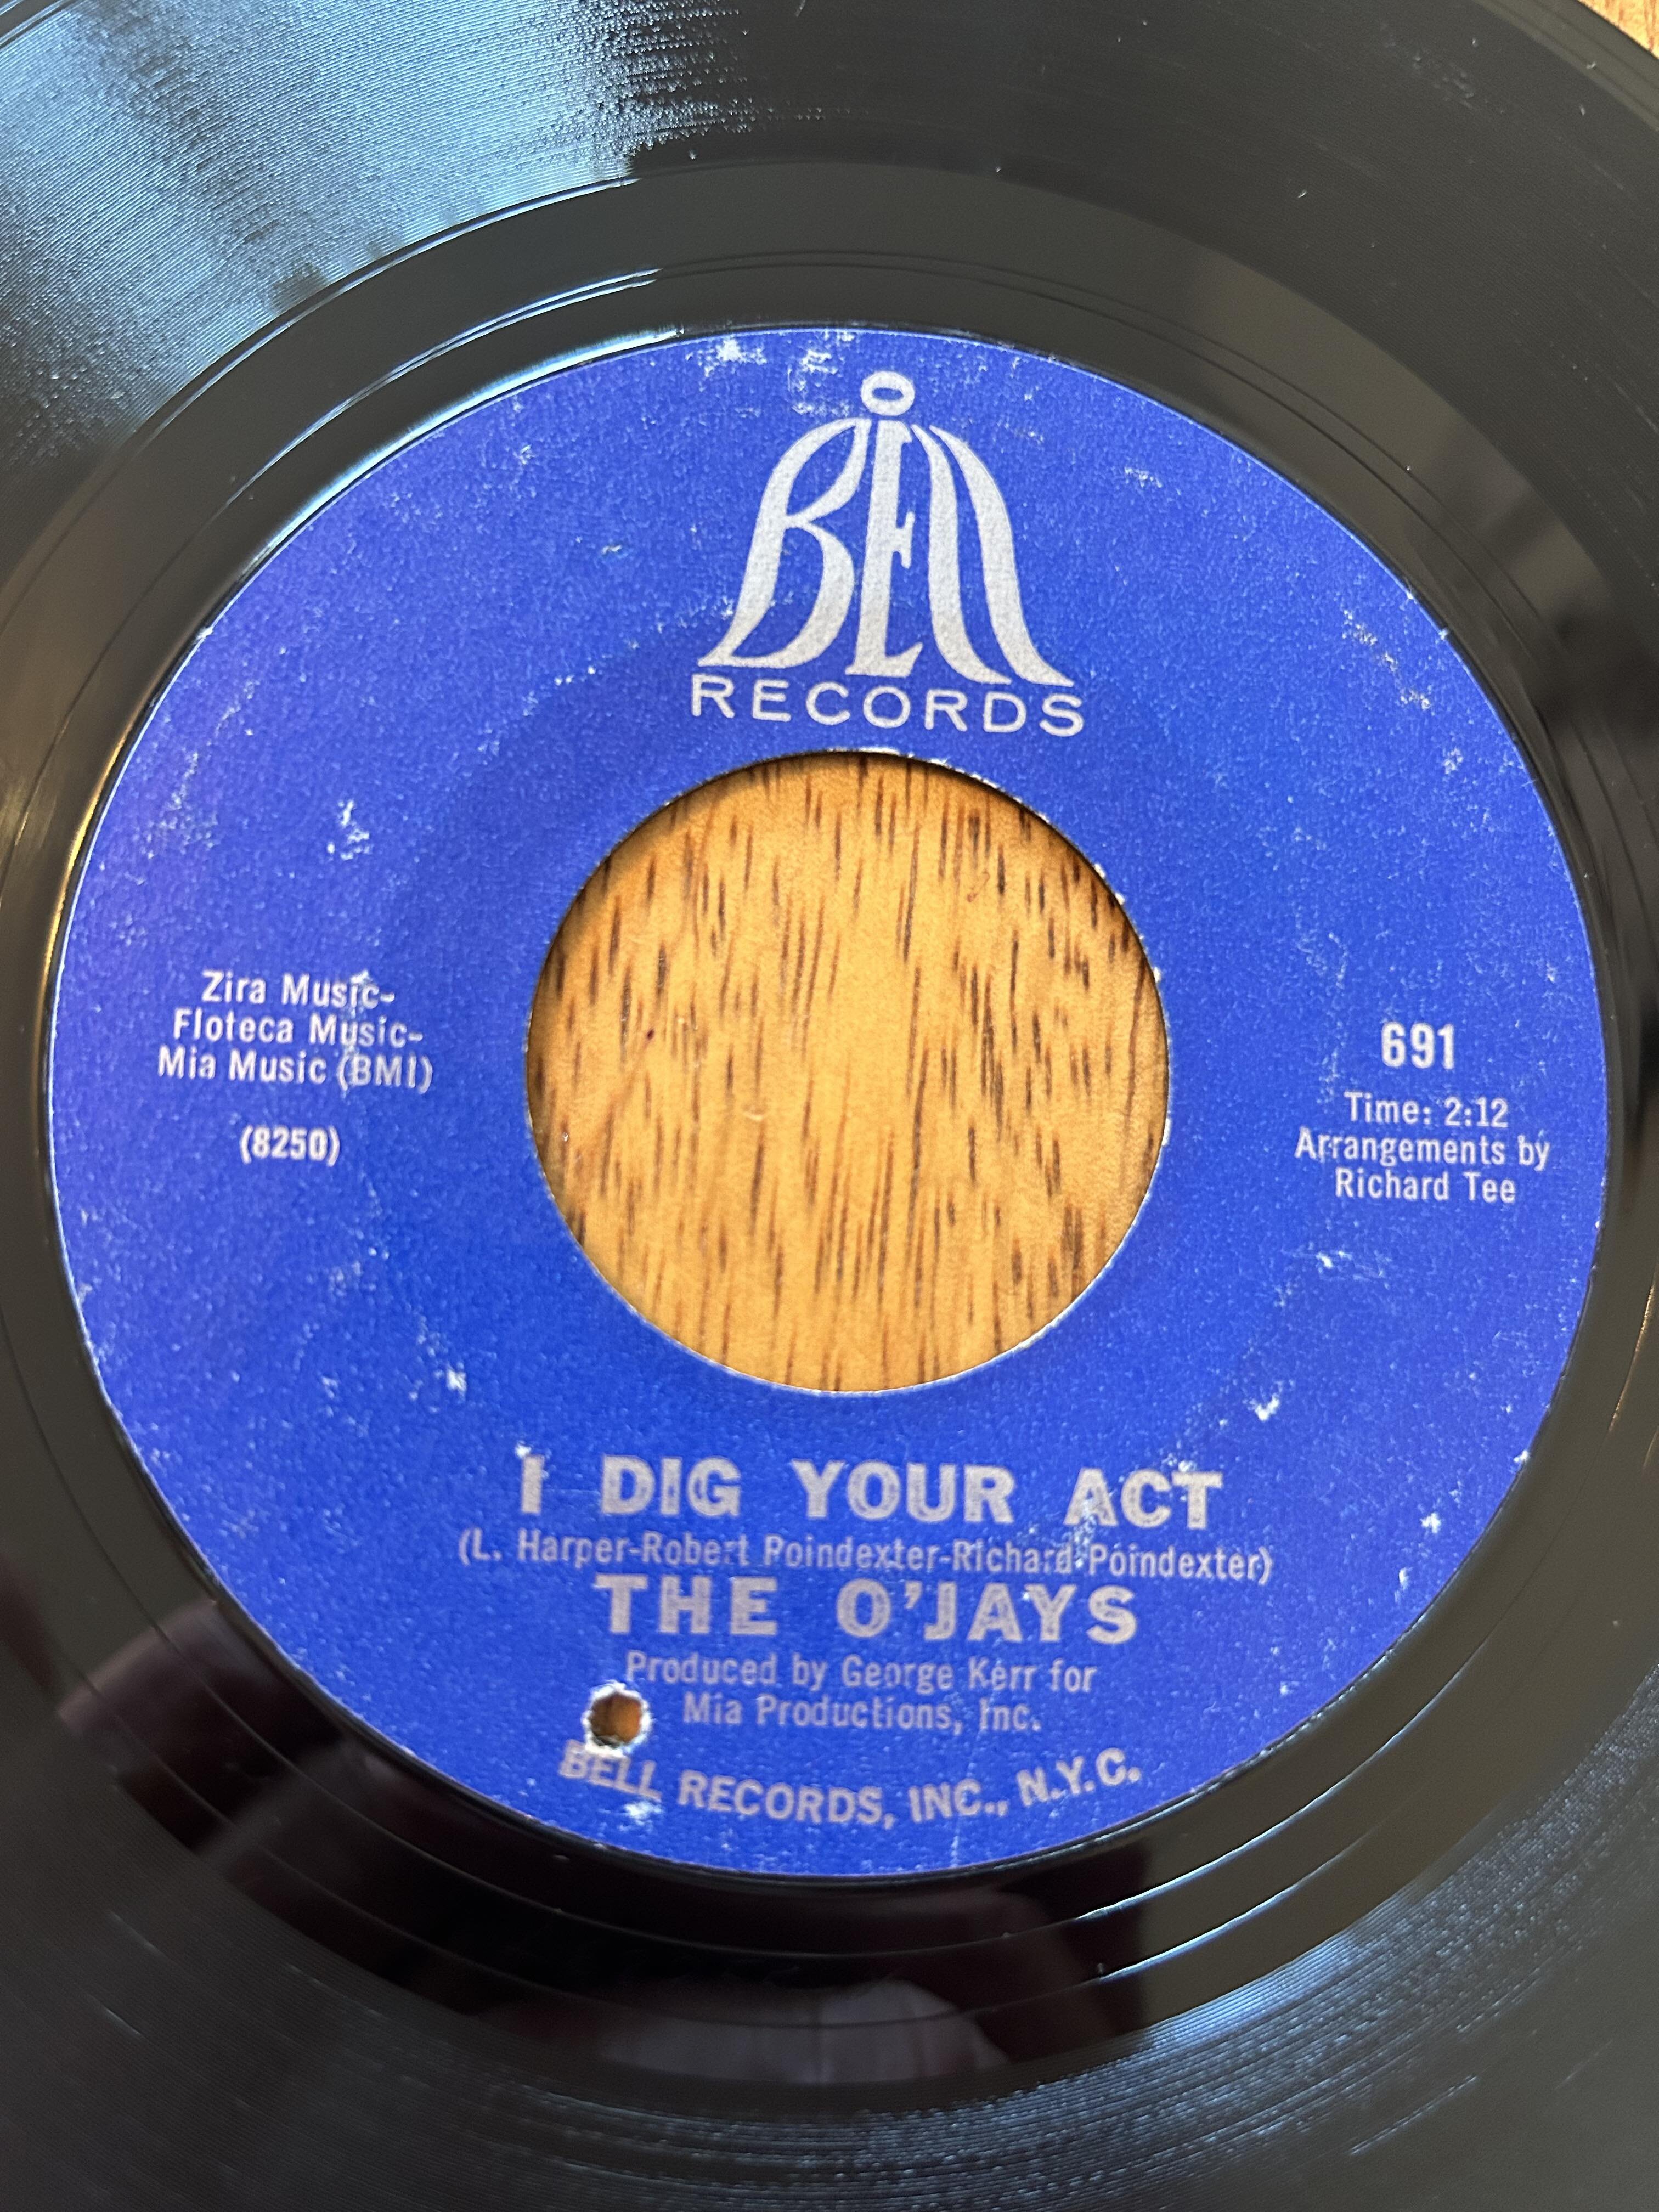 BELL
RECORDS
Zira Music-
Floteca Music-
Mia Music (BMI)
(8250)
691
Time: 2:12
Arrangements by
Richard Tee
I DIG YOUR ACT
(L. Harper-Robert Poindexter-Richard Poindexter)
THE O'JAYS
Produced by George Kerr for
Mia Productions, Inc.
BELL RECORDS, INC., N.Y.C.